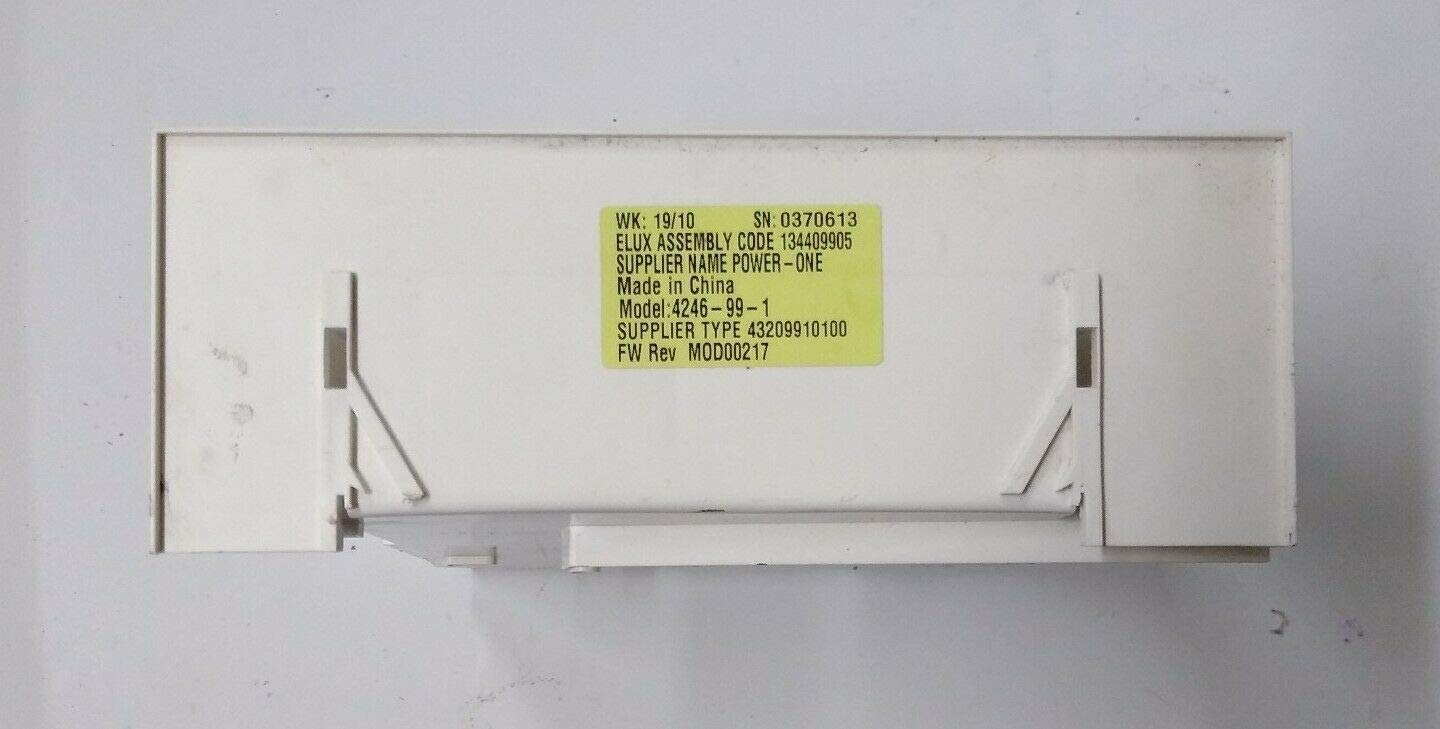 WK: 19/10 SN: 0370613
ELUX ASSEMBLY CODE 134409905
SUPPLIER NAME POWER-ONE
Made in China
Model:4246-99-1
SUPPLIER TYPE 43209910100
FW Rev MOD00217